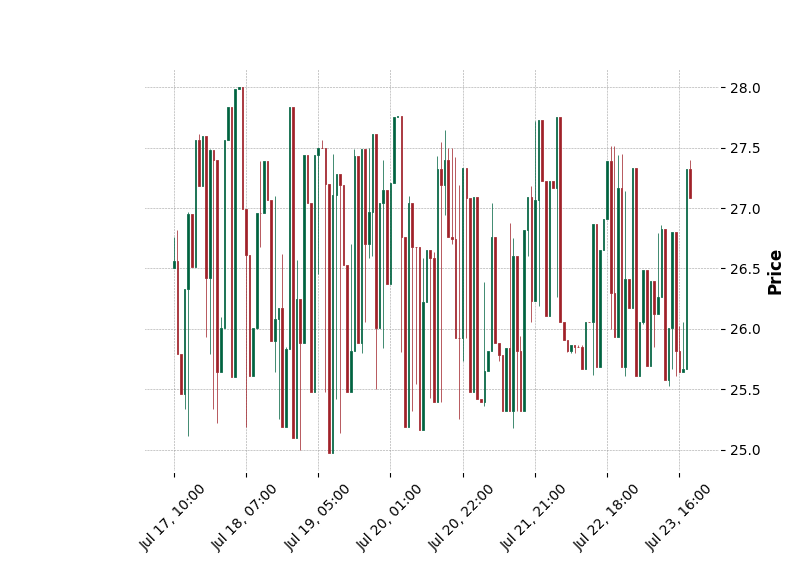 28.0
27.5
27.0
26.5
26.0
25.5
25.0
Price
Jul 17, 10:00
Jul 18, 07:00
Jul 19, 05:00
Jul 20, 01:00
Jul 20, 22:00
Jul 21, 21:00
Jul 22, 18:00
Jul 23, 16:00